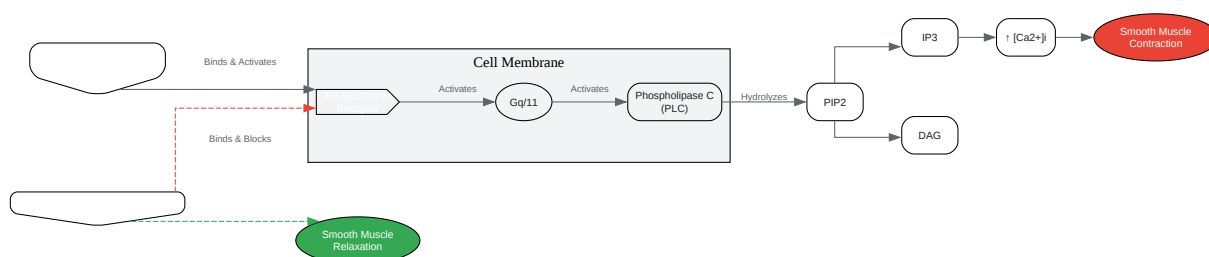 IP3
↑ [Ca2+]i
Smooth Muscle
Contraction
Binds & Activates
Cell Membrane
Activates
Activates
Receptor
Gq/11
Phospholipase C
(PLC)
Hydrolyzes
PIP2
Binds & Blocks
DAG
Smooth Muscle
Relaxation